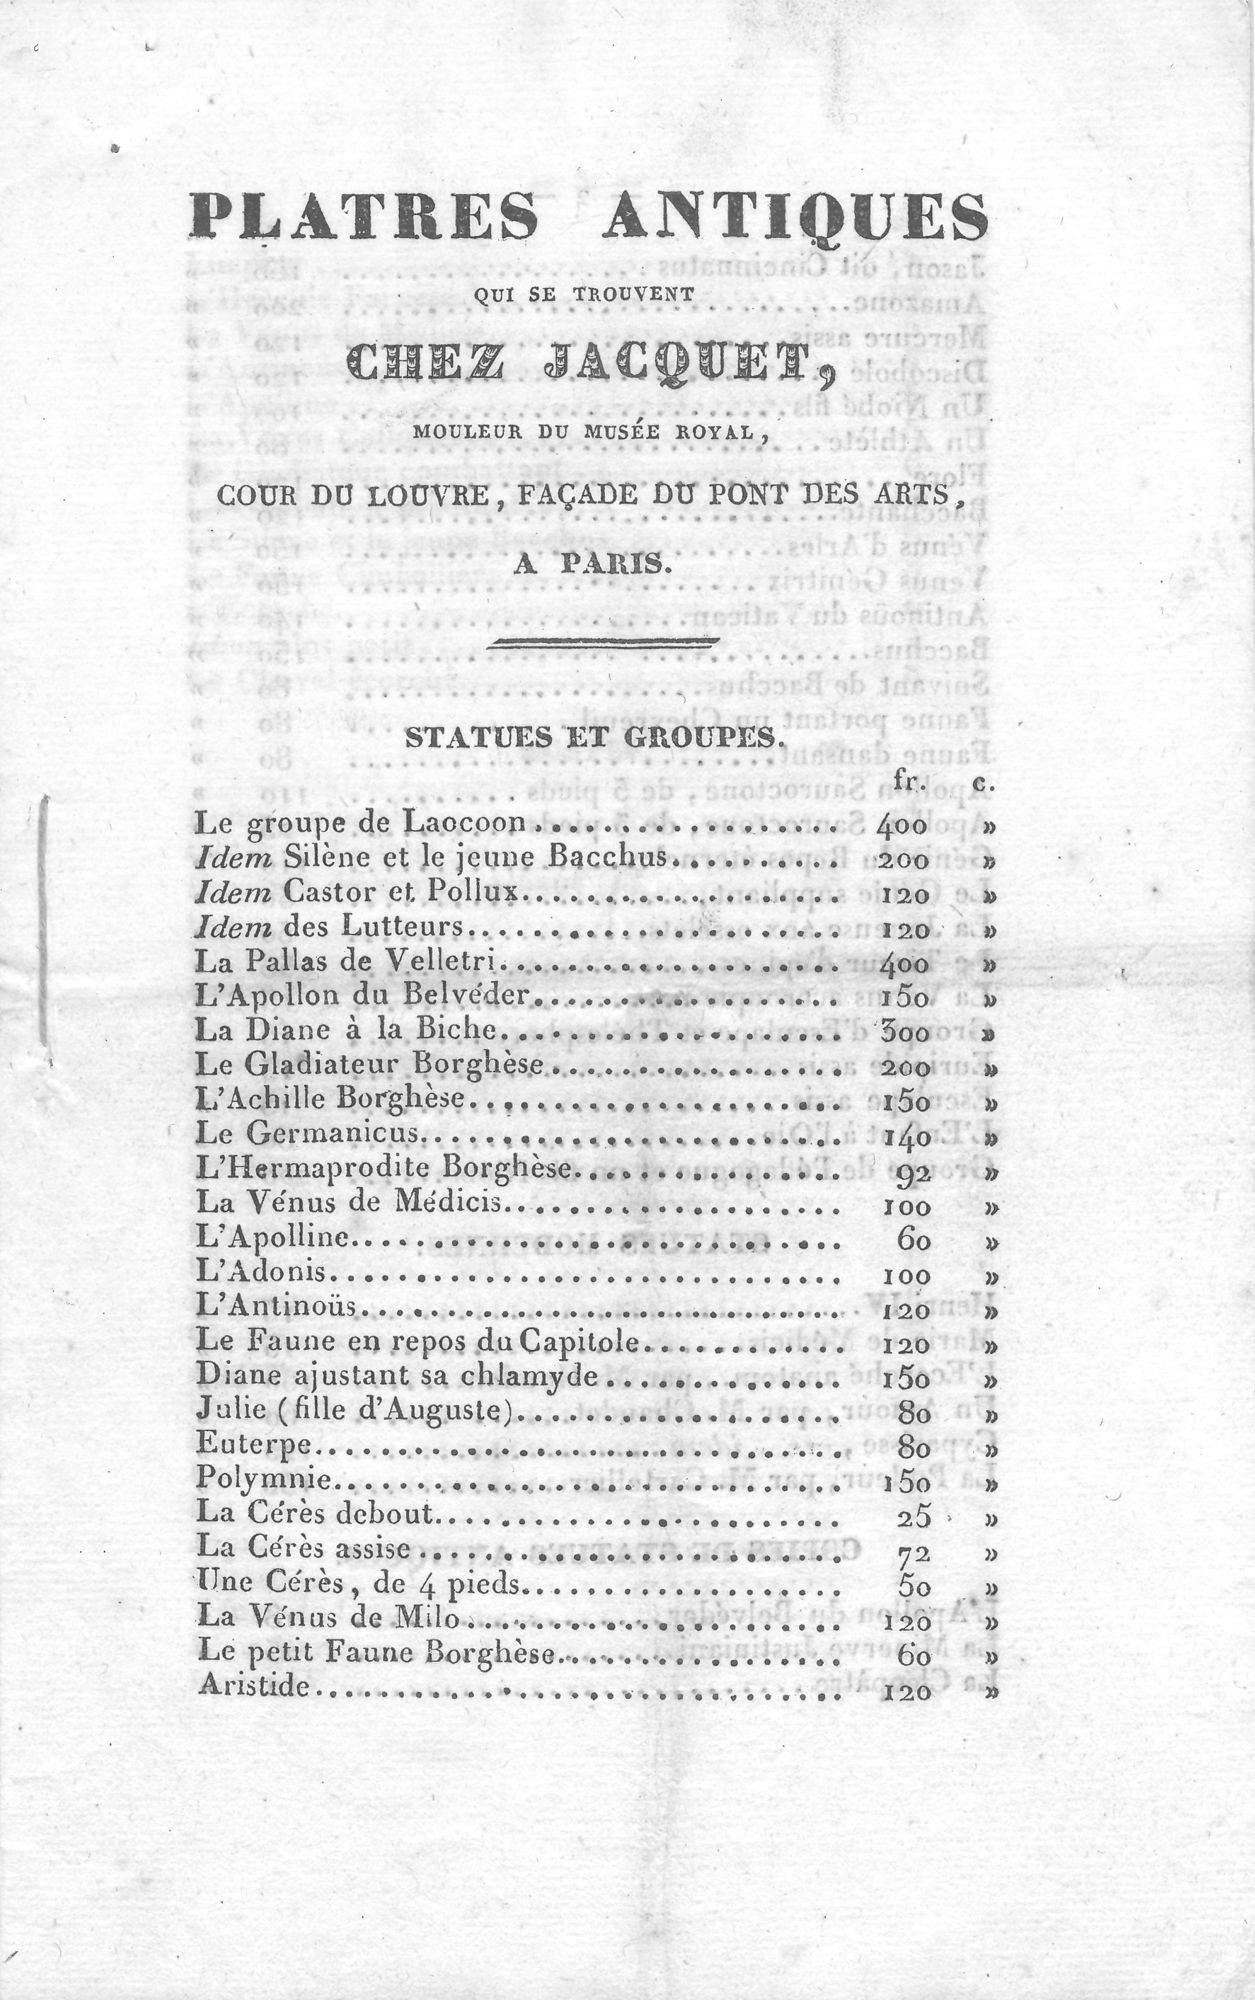 PLATRES ANTIQUES
QUI SE TROUVENT
CHEZ JACQUET,
MOULEUR DU MUSÉE ROYAL,
COUR DU LOUVRE, FAÇADE DU PONT DES ARTS,
A PARIS.
STATUES ET GROUPES.
fr. c.
Le groupe de Laocoon.................. 400 »
Idem Silène et le jeune Bacchus.......... 200 »
Idem Castor et Pollux................... 120 »
Idem des Lutteurs...................... 120 »
La Pallas de Velletri.................... 400 »
L'Apollon du Belvéder.................. 150 »
La Diane à la Biche.................... 300 »
Le Gladiateur Borghèse................. 200 »
L'Achille Borghèse..................... 150 »
Le Germanicus........................ 140 »
L'Hermaprodite Borghèse................ 92 »
La Vénus de Médicis................... 100 »
L'Apolline............................ 60 »
L'Adonis............................. 100 »
L'Antinoüs........................... 120 »
Le Faune en repos du Capitole............ 120 »
Diane ajustant sa chlamyde.............. 150 »
Julie (fille d'Auguste)................... 80 »
Euterpe.............................. 80 »
Polymnie............................ 150 »
La Cérès debout....................... 25 »
La Cérès assise........................ 72 »
Une Cérès, de 4 pieds................... 50 »
La Vénus de Milo...................... 120 »
Le petit Faune Borghèse................. 60 »
Aristide.............................. 120 »